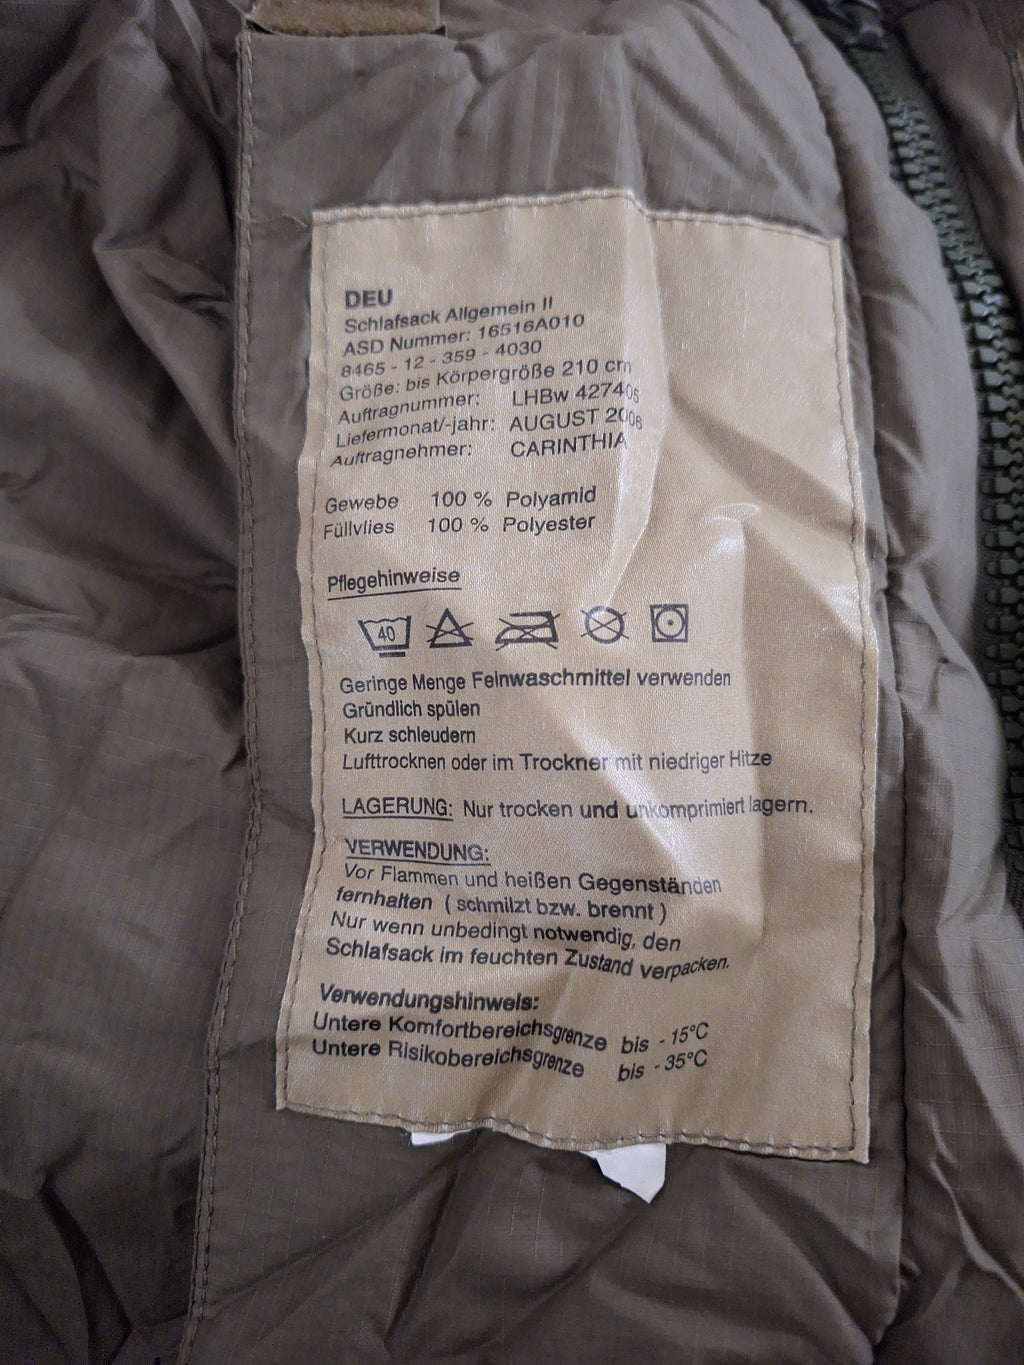 DEU
Schlafsack Allgemein II
ASD Nummer: 16516A010
8465 - 12 - 359 - 4030
Größe: bis Körpergröße 210 cm
Auftragnummer: LHBw 427406
Liefermonat/-jahr: AUGUST 2006
Auftragnehmer: CARINTHIA
Gewebe 100 % Polyamid
Füllvlies 100 % Polyester
Pflegehinweise
40
Geringe Menge Feinwaschmittel verwenden
Gründlich spülen
Kurz schleudern
Lufttrocknen oder im Trockner mit niedriger Hitze
LAGERUNG: Nur trocken und unkomprimiert lagern.
VERWENDUNG:
Vor Flammen und heißen Gegenständen
fernhalten ( schmilzt bzw. brennt )
Nur wenn unbedingt notwendig, den
Schlafsack im feuchten Zustand verpacken.
Verwendungshinweis:
Untere Komfortbereichsgrenze bis - 15°C
Untere Risikobereichsgrenze bis - 35°C